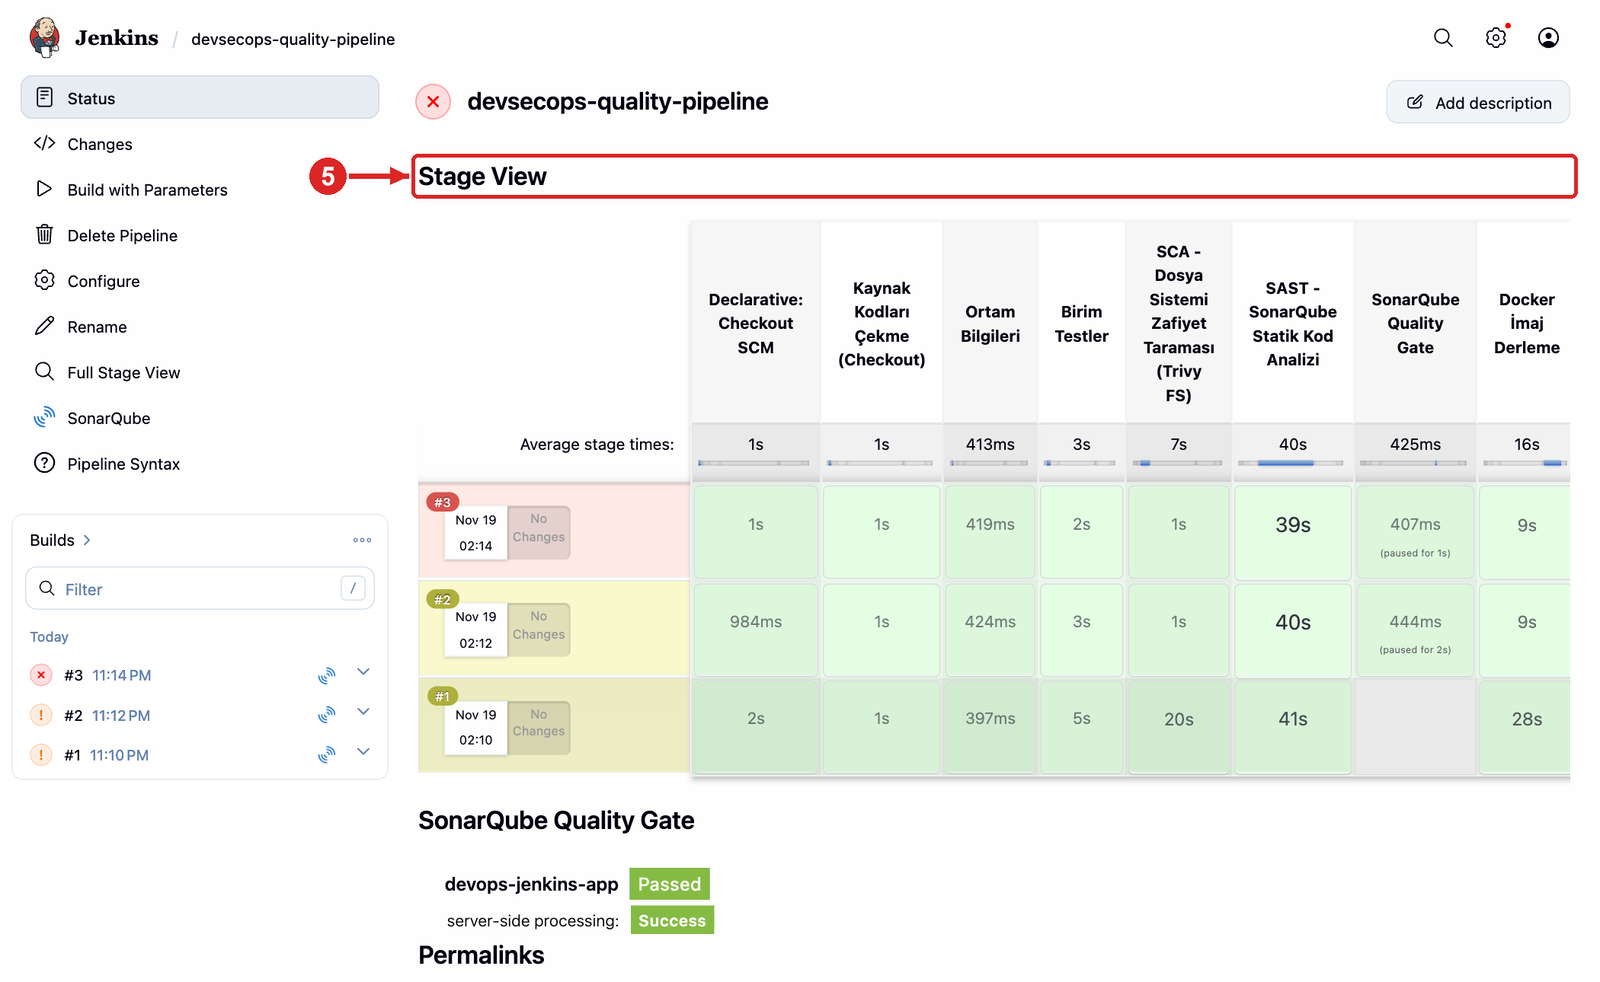 Jenkins / devsecops-quality-pipeline
Status
Changes
Build with Parameters
Delete Pipeline
Configure
Rename
Full Stage View
SonarQube
Pipeline Syntax
Builds
Filter
/
Today
#3 11:14 PM
#2 11:12 PM
#1 11:10 PM
devsecops-quality-pipeline
Add description
5
Stage View
Declarative:
Checkout
SCM
Kaynak
Kodları
Çekme
(Checkout)
Ortam
Bilgileri
Birim
Testler
SCA -
Dosya
Sistemi
Zafiyet
Taraması
(Trivy
FS)
SAST -
SonarQube
Statik Kod
Analizi
SonarQube
Quality
Gate
Docker
İmaj
Derleme
Average stage times: 1s 1s 413ms 3s 7s 40s 425ms 16s
#3
Nov 19
02:14
No
Changes
1s 1s 419ms 2s 1s 39s 407ms 9s
(paused for 1s)
#2
Nov 19
02:12
No
Changes
984ms 1s 424ms 3s 1s 40s 444ms 9s
(paused for 2s)
#1
Nov 19
02:10
No
Changes
2s 1s 397ms 5s 20s 41s 28s
SonarQube Quality Gate
devops-jenkins-app Passed
server-side processing: Success
Permalinks